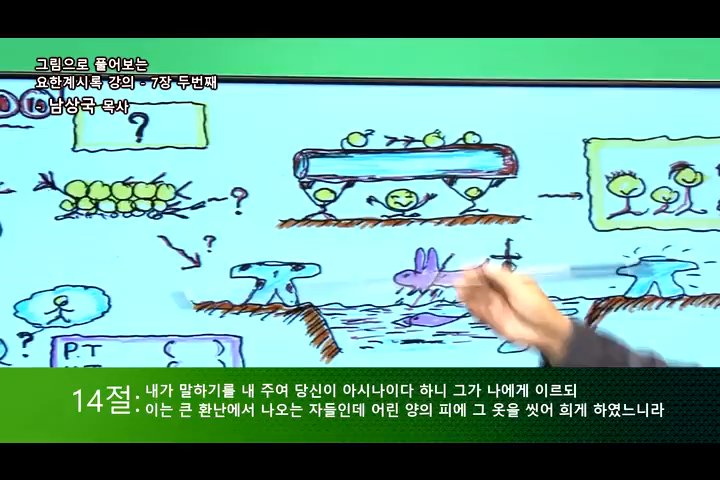 그림으로 풀어보는
요한계시록 강의 - 7장 두번째
남상국 목사
?
?
?
?
P.T ( )
14절: 내가 말하기를 내 주여 당신이 아시나이다 하니 그가 나에게 이르되
이는 큰 환난에서 나오는 자들인데 어린 양의 피에 그 옷을 씻어 희게 하였느니라